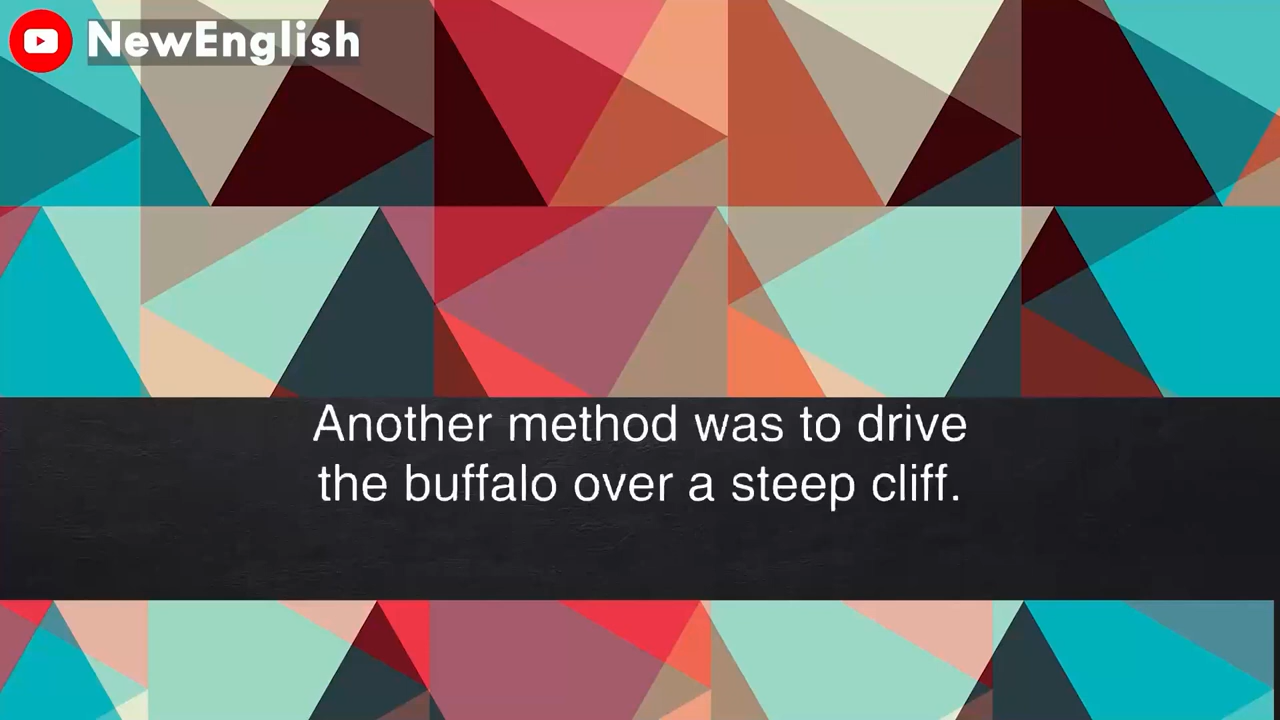 NewEnglish
Another method was to drive
the buffalo over a steep cliff.